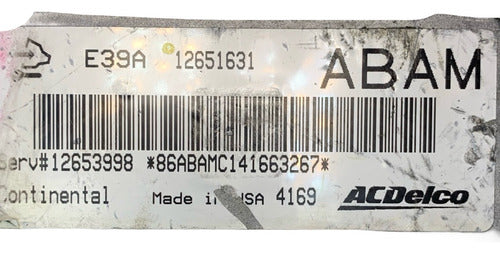 E39A 12651631 ABAM
Serv#12653998 *86ABAMC141663267*
Continental Made in USA 4169 ACDelco